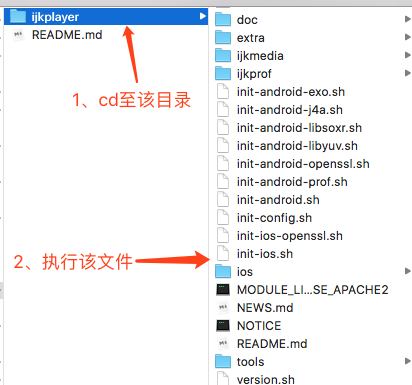 ijkplayer
README.md
1、cd至该目录
2、执行该文件
doc
extra
ijkmedia
ijkprof
init-android-exo.sh
init-android-j4a.sh
init-android-libsoxr.sh
init-android-libyuv.sh
init-android-openssl.sh
init-android-prof.sh
init-android.sh
init-config.sh
init-ios-openssl.sh
init-ios.sh
ios
MODULE_LI...SE_APACHE2
NEWS.md
NOTICE
README.md
tools
version.sh